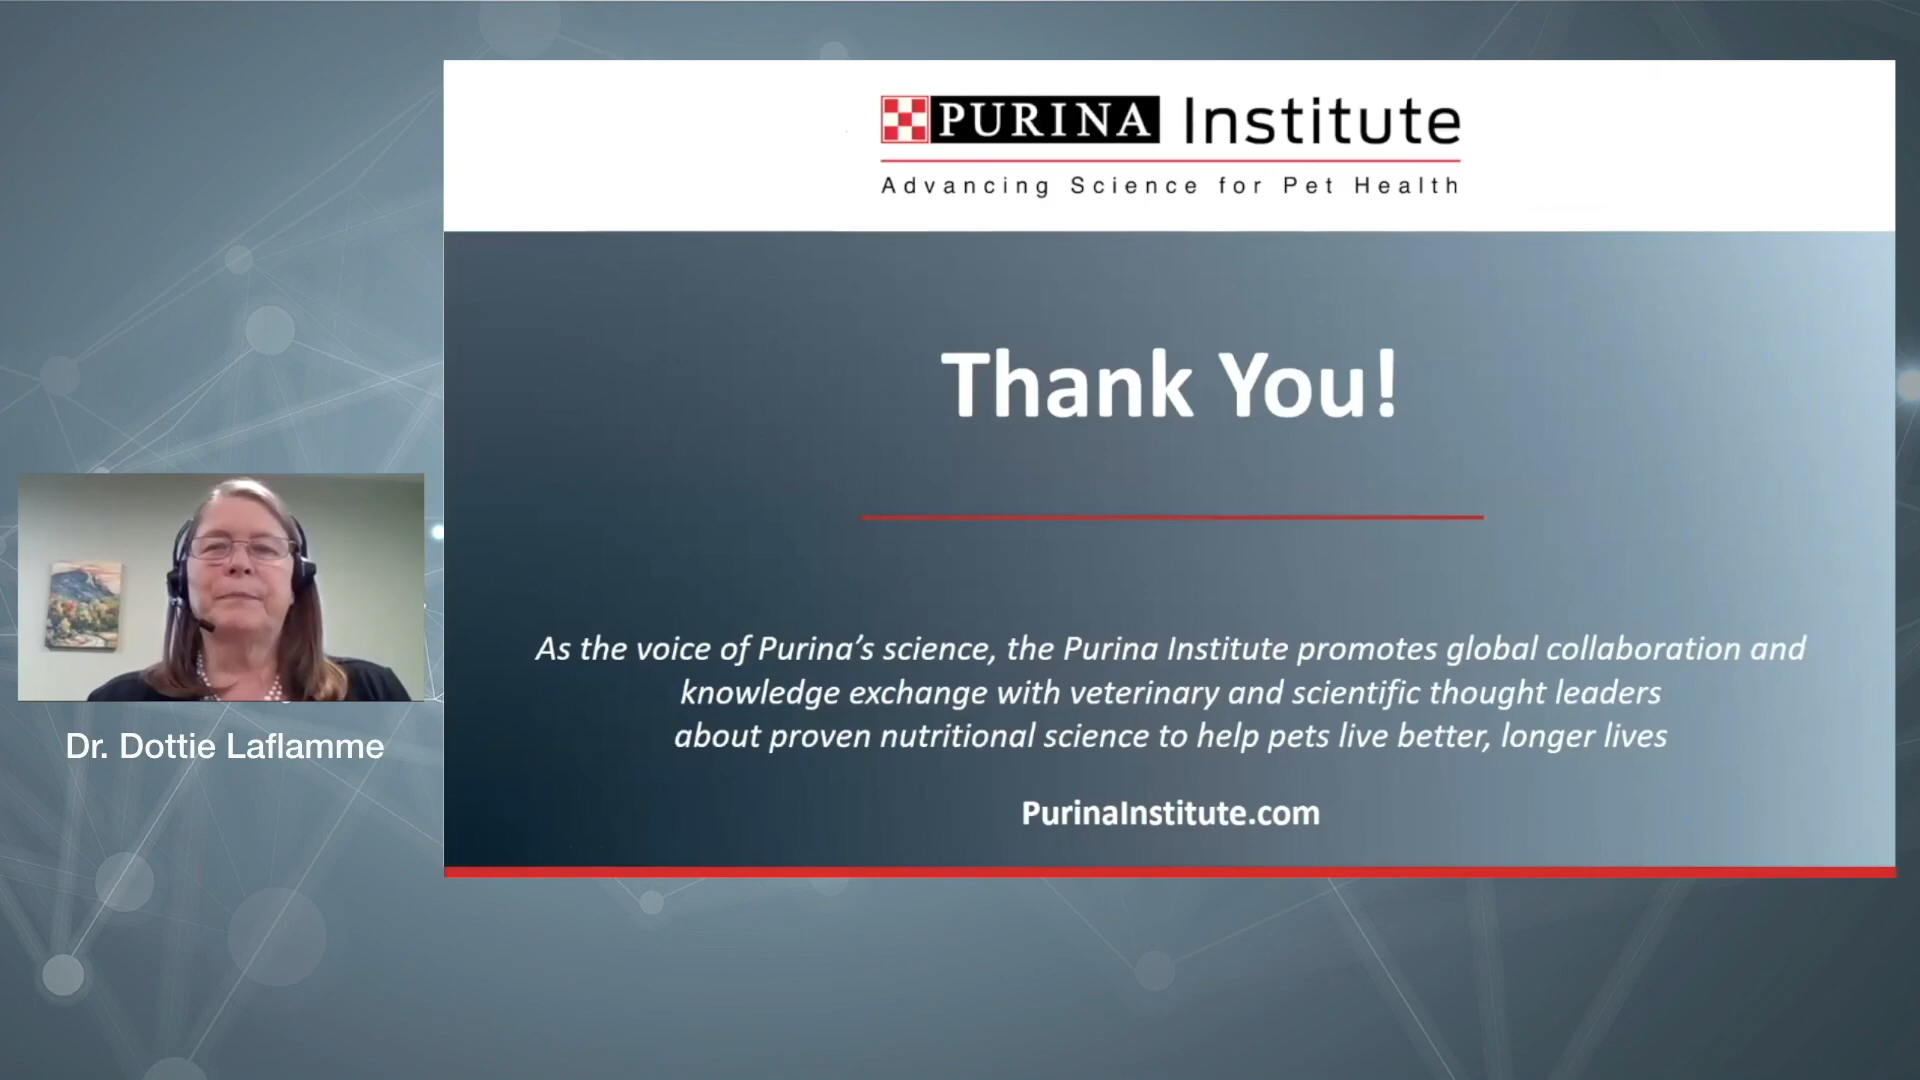 PURINA Institute
Advancing Science for Pet Health
Thank You!
As the voice of Purina's science, the Purina Institute promotes global collaboration and
knowledge exchange with veterinary and scientific thought leaders
about proven nutritional science to help pets live better, longer lives
PurinaInstitute.com
Dr. Dottie Laflamme